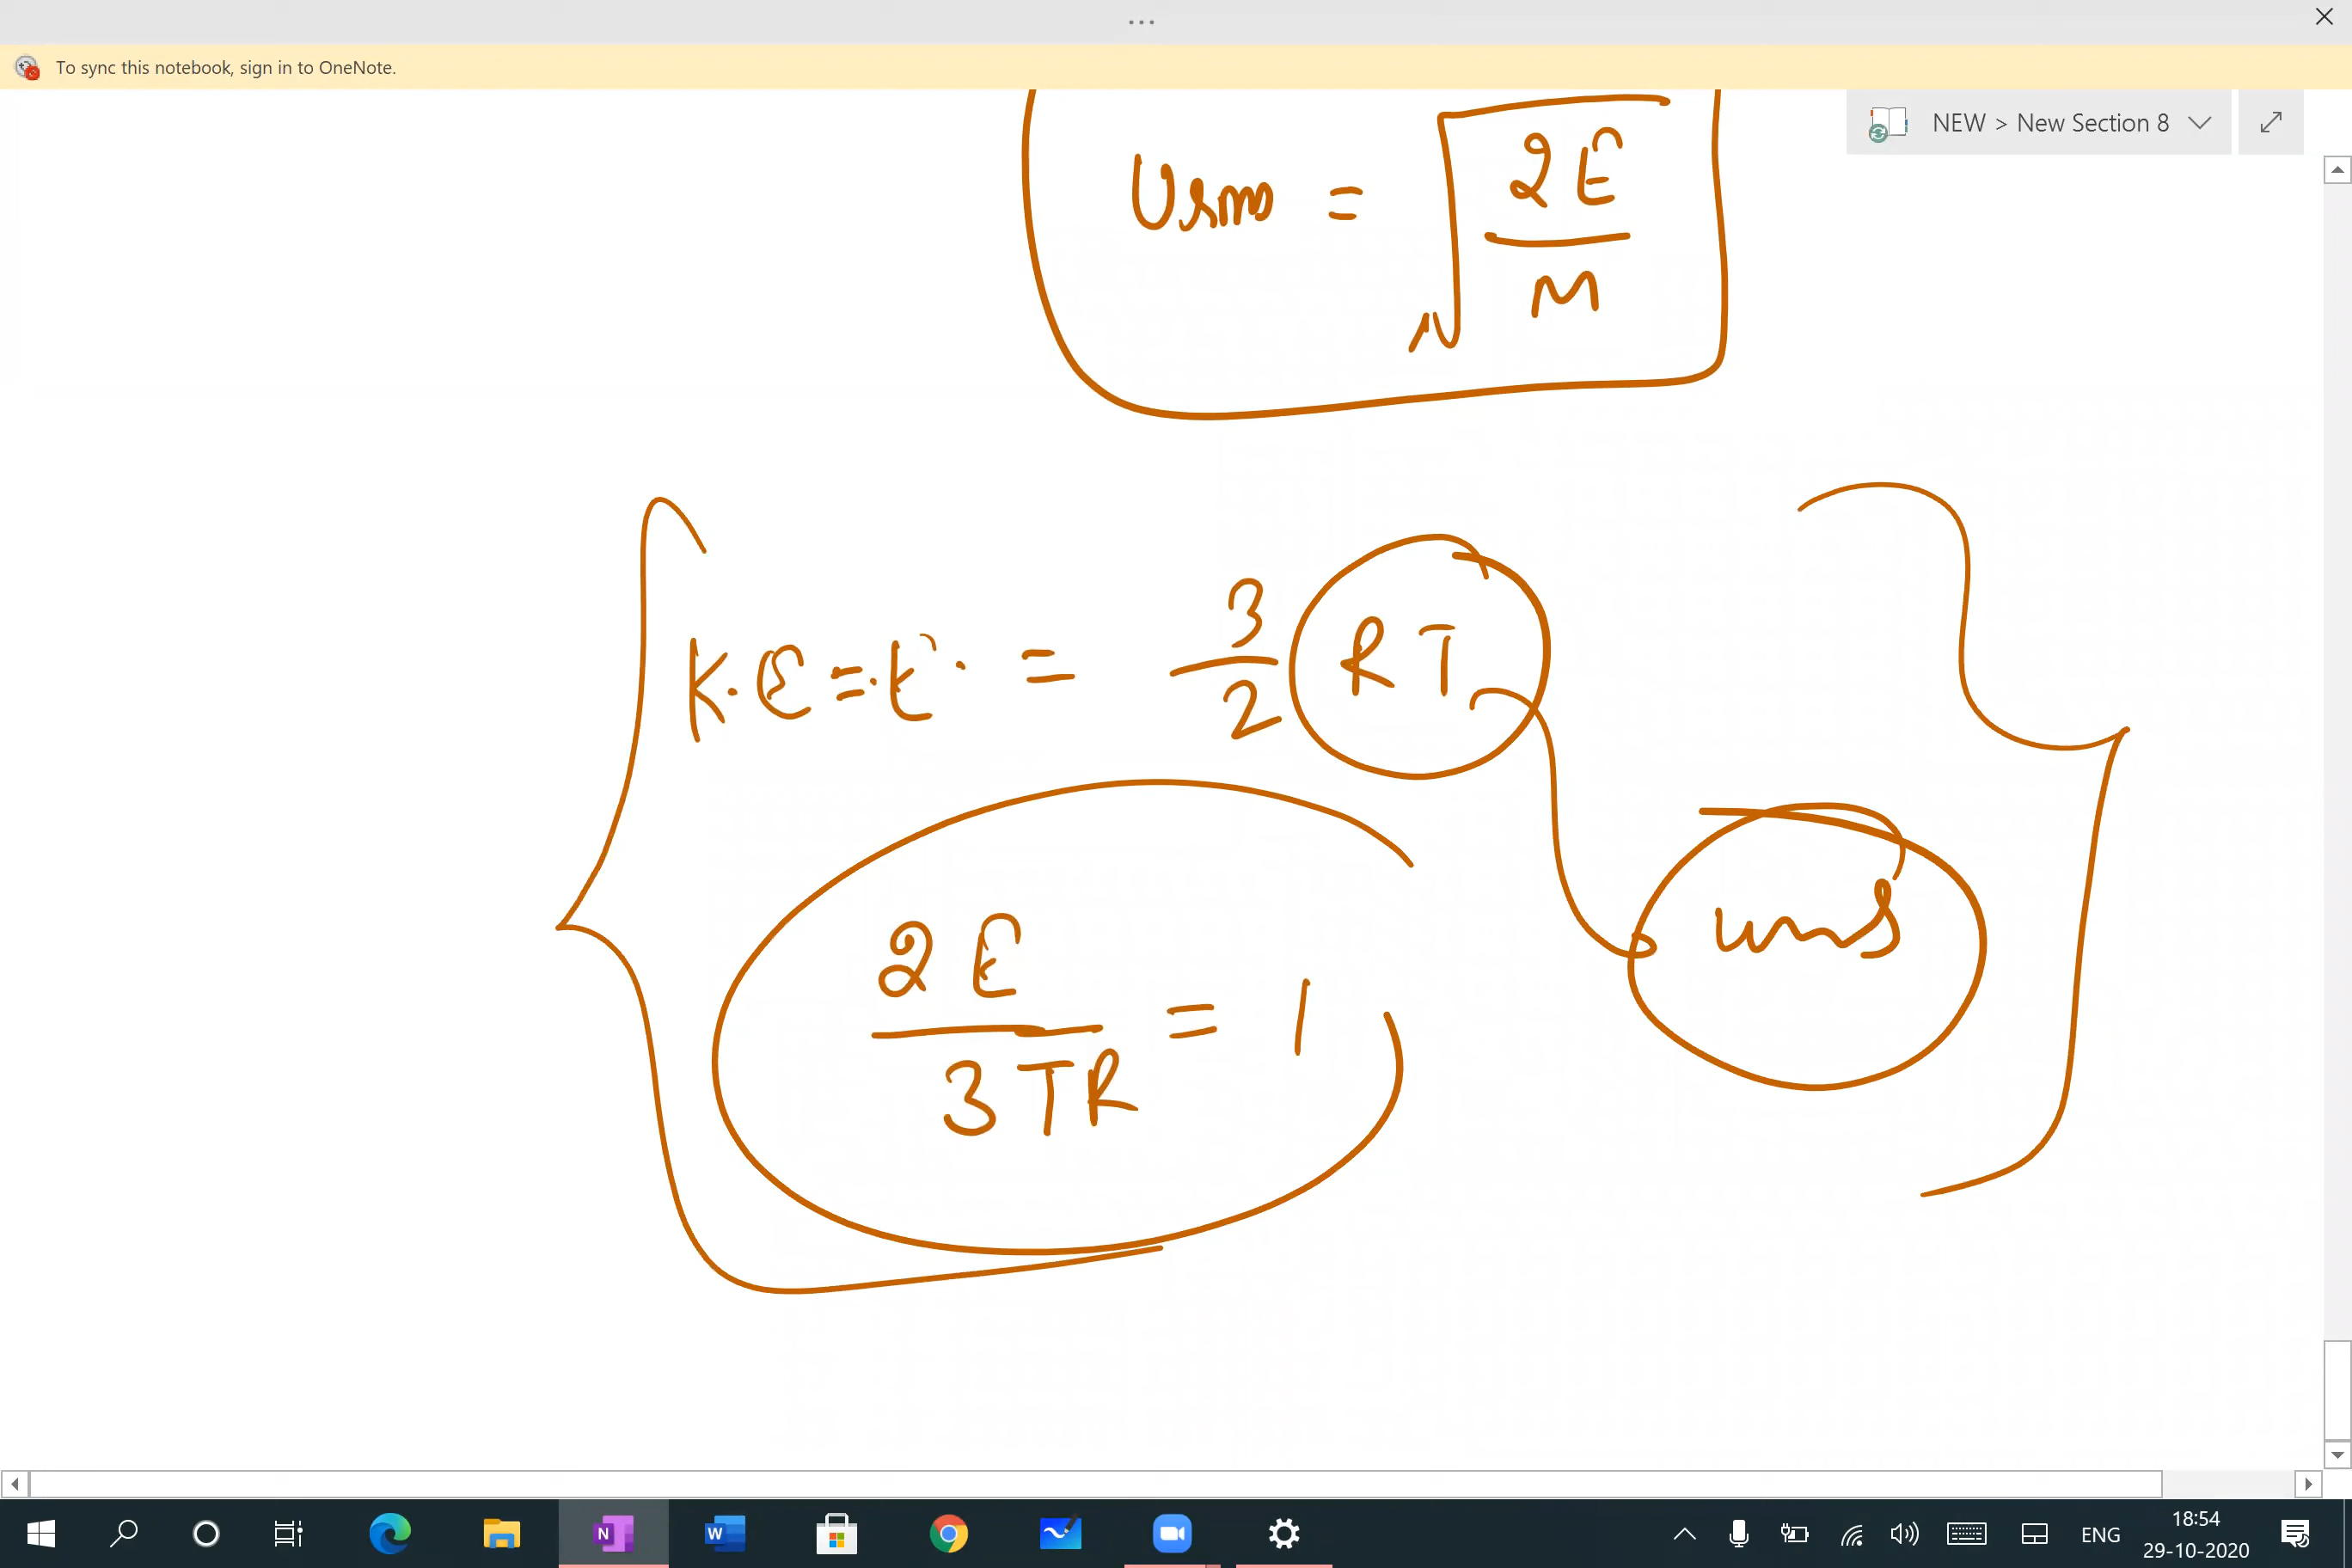 To sync this notebook, sign in to OneNote.
NEW > New Section 8
Urms = √ 2E / M
K.E = E = 3/2 RT
urms
2E / 3TR = 1
N
W
ENG
18:54
29-10-2020